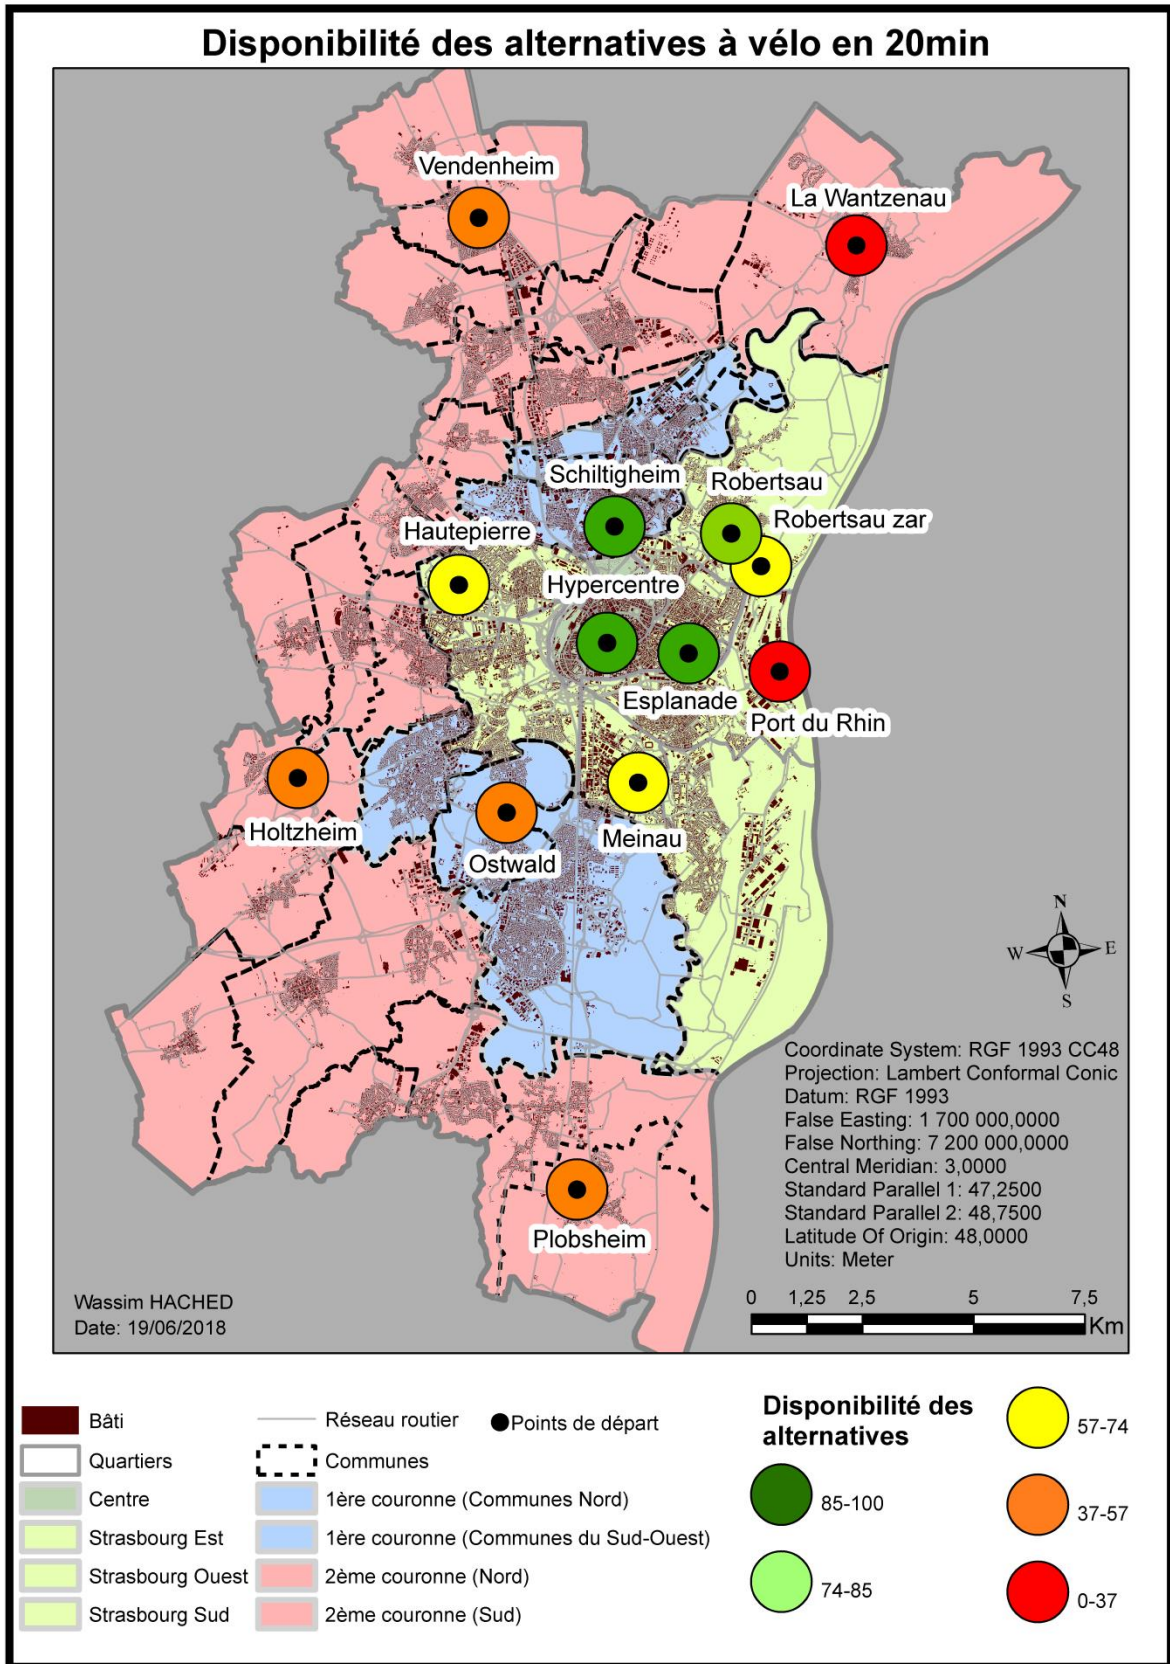 Disponibilité des alternatives à vélo en 20min
Vendenheim
La Wantzenau
Schiltigheim
Robertsau
Robertsau zar
Hautepierre
Hypercentre
Esplanade
Port du Rhin
Holtzheim
Ostwald
Meinau
Plobsheim
N
W
E
S
Coordinate System: RGF 1993 CC48
Projection: Lambert Conformal Conic
Datum: RGF 1993
False Easting: 1 700 000,0000
False Northing: 7 200 000,0000
Central Meridian: 3,0000
Standard Parallel 1: 47,2500
Standard Parallel 2: 48,7500
Latitude Of Origin: 48,0000
Units: Meter
Wassim HACHED
Date: 19/06/2018
0 1,25 2,5 5 7,5
Km
Bâti
Quartiers
Centre
Strasbourg Est
Strasbourg Ouest
Strasbourg Sud
Réseau routier
Points de départ
Communes
1ère couronne (Communes Nord)
1ère couronne (Communes du Sud-Ouest)
2ème couronne (Nord)
2ème couronne (Sud)
Disponibilité des
alternatives
85-100
74-85
57-74
37-57
0-37